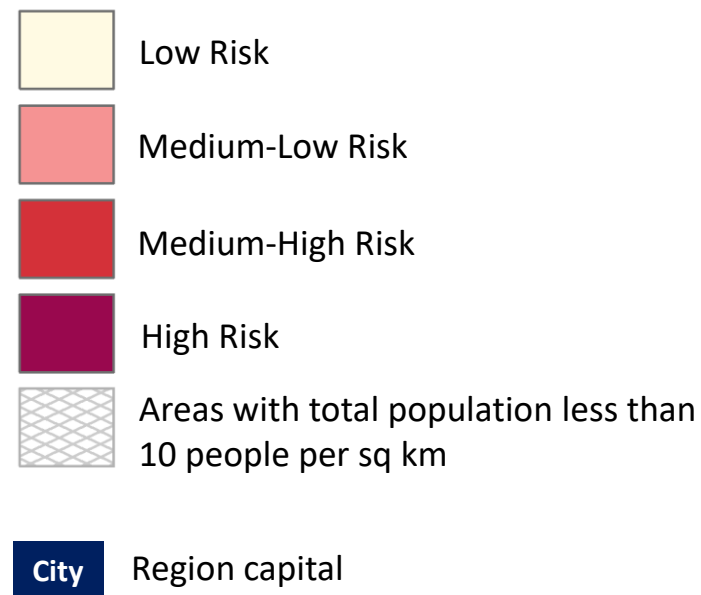 Low Risk
Medium-Low Risk
Medium-High Risk
High Risk
Areas with total population less than
10 people per sq km
City Region capital